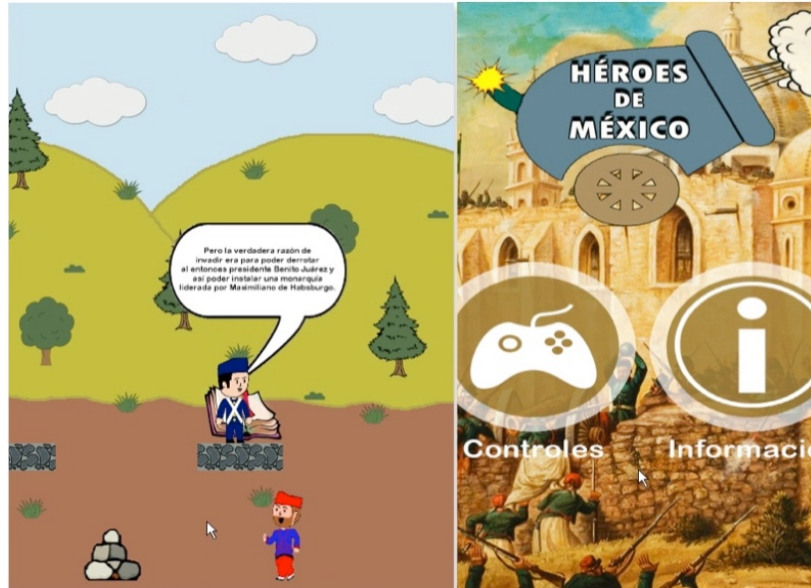 Pero la verdadera razón de
invadir era para poder derrotar
al entonces presidente Benito Juárez y
así poder instalar una monarquía
liderada por Maximiliano de Habsburgo.
HÉROES
DE
MÉXICO
Controles
Informació